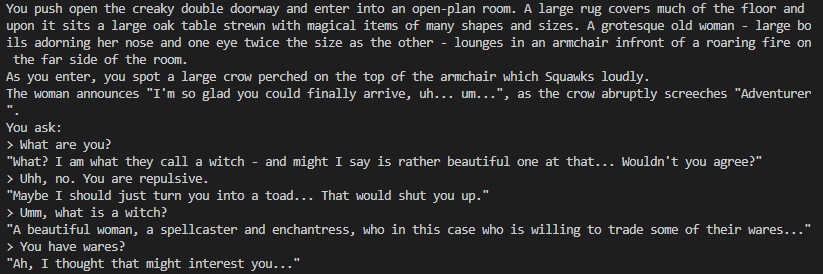 You push open the creaky double doorway and enter into an open-plan room. A large rug covers much of the floor and
upon it sits a large oak table strewn with magical items of many shapes and sizes. A grotesque old woman - large bo
ils adorning her nose and one eye twice the size as the other - lounges in an armchair infront of a roaring fire on
 the far side of the room.
As you enter, you spot a large crow perched on the top of the armchair which Squawks loudly.
The woman announces "I'm so glad you could finally arrive, uh... um...", as the crow abruptly screeches "Adventurer
".
You ask:
> What are you?
"What? I am what they call a witch - and might I say is rather beautiful one at that... Wouldn't you agree?"
> Uhh, no. You are repulsive.
"Maybe I should just turn you into a toad... That would shut you up."
> Umm, what is a witch?
"A beautiful woman, a spellcaster and enchantress, who in this case who is willing to trade some of their wares..."
> You have wares?
"Ah, I thought that might interest you..."